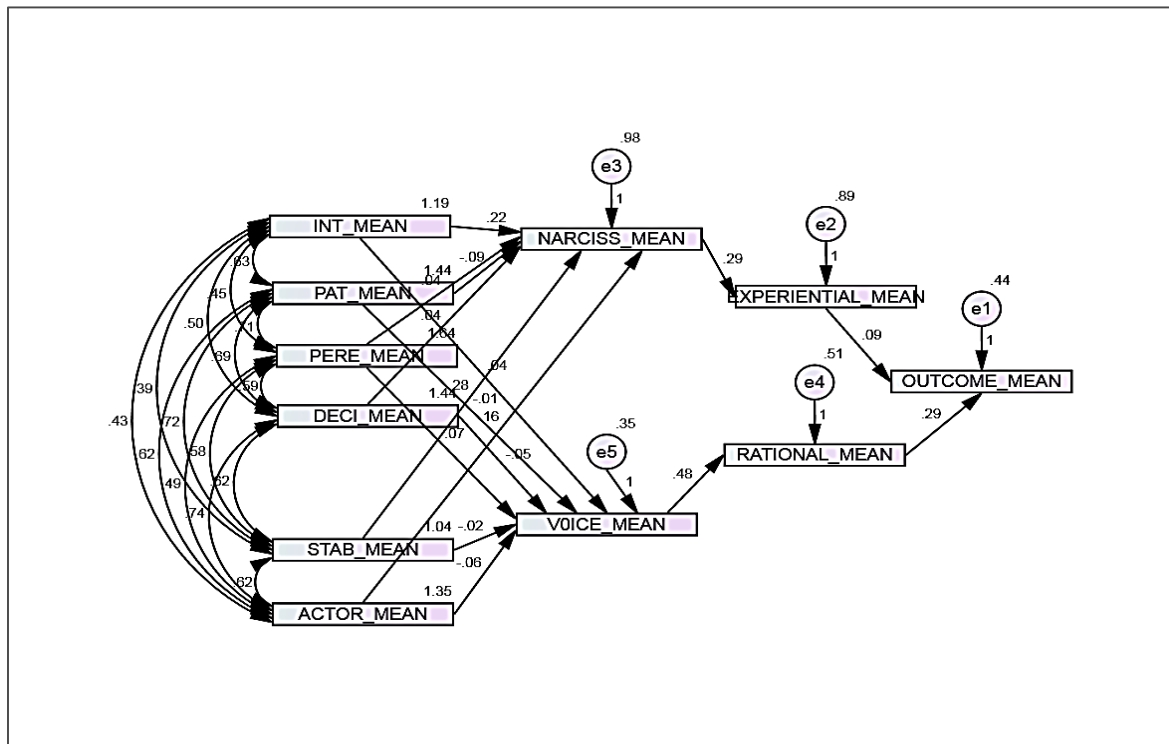 .98
e3
1
1.19
INT_MEAN
.22
NARCISS_MEAN
.89
e2
1
.63
-.09
1.44
.04
PAT_MEAN
.29
EXPERIENTIAL_MEAN
.44
e1
1
.45
.50
.04
1.04
.69
PERE_MEAN
.09
.51
e4
1
OUTCOME_MEAN
.04
.39
.59
.28
-.01
1.44
DECI_MEAN
.16
.43
.72
.07
.35
e5
1
.29
RATIONAL_MEAN
.62
.58
-.05
.48
.49
.62
.74
1.04
-.02
V0ICE_MEAN
STAB_MEAN
-.06
.62
1.35
ACTOR_MEAN